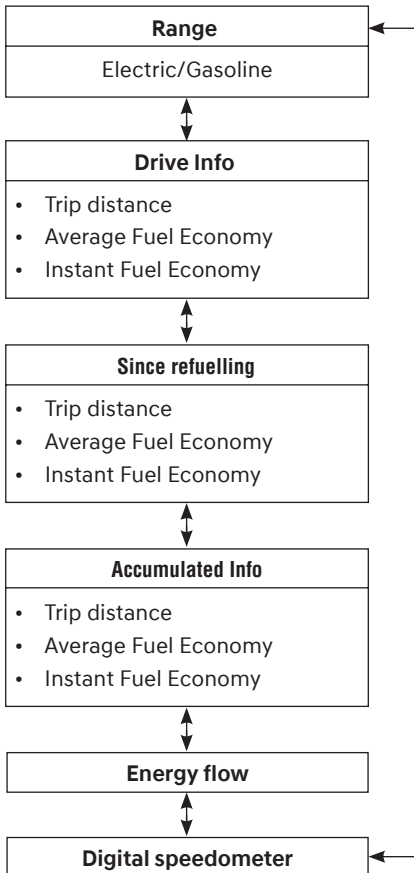 Range
Electric/Gasoline
Drive Info
• Trip distance
• Average Fuel Economy
• Instant Fuel Economy
Since refuelling
• Trip distance
• Average Fuel Economy
• Instant Fuel Economy
Accumulated Info
• Trip distance
• Average Fuel Economy
• Instant Fuel Economy
Energy flow
Digital speedometer